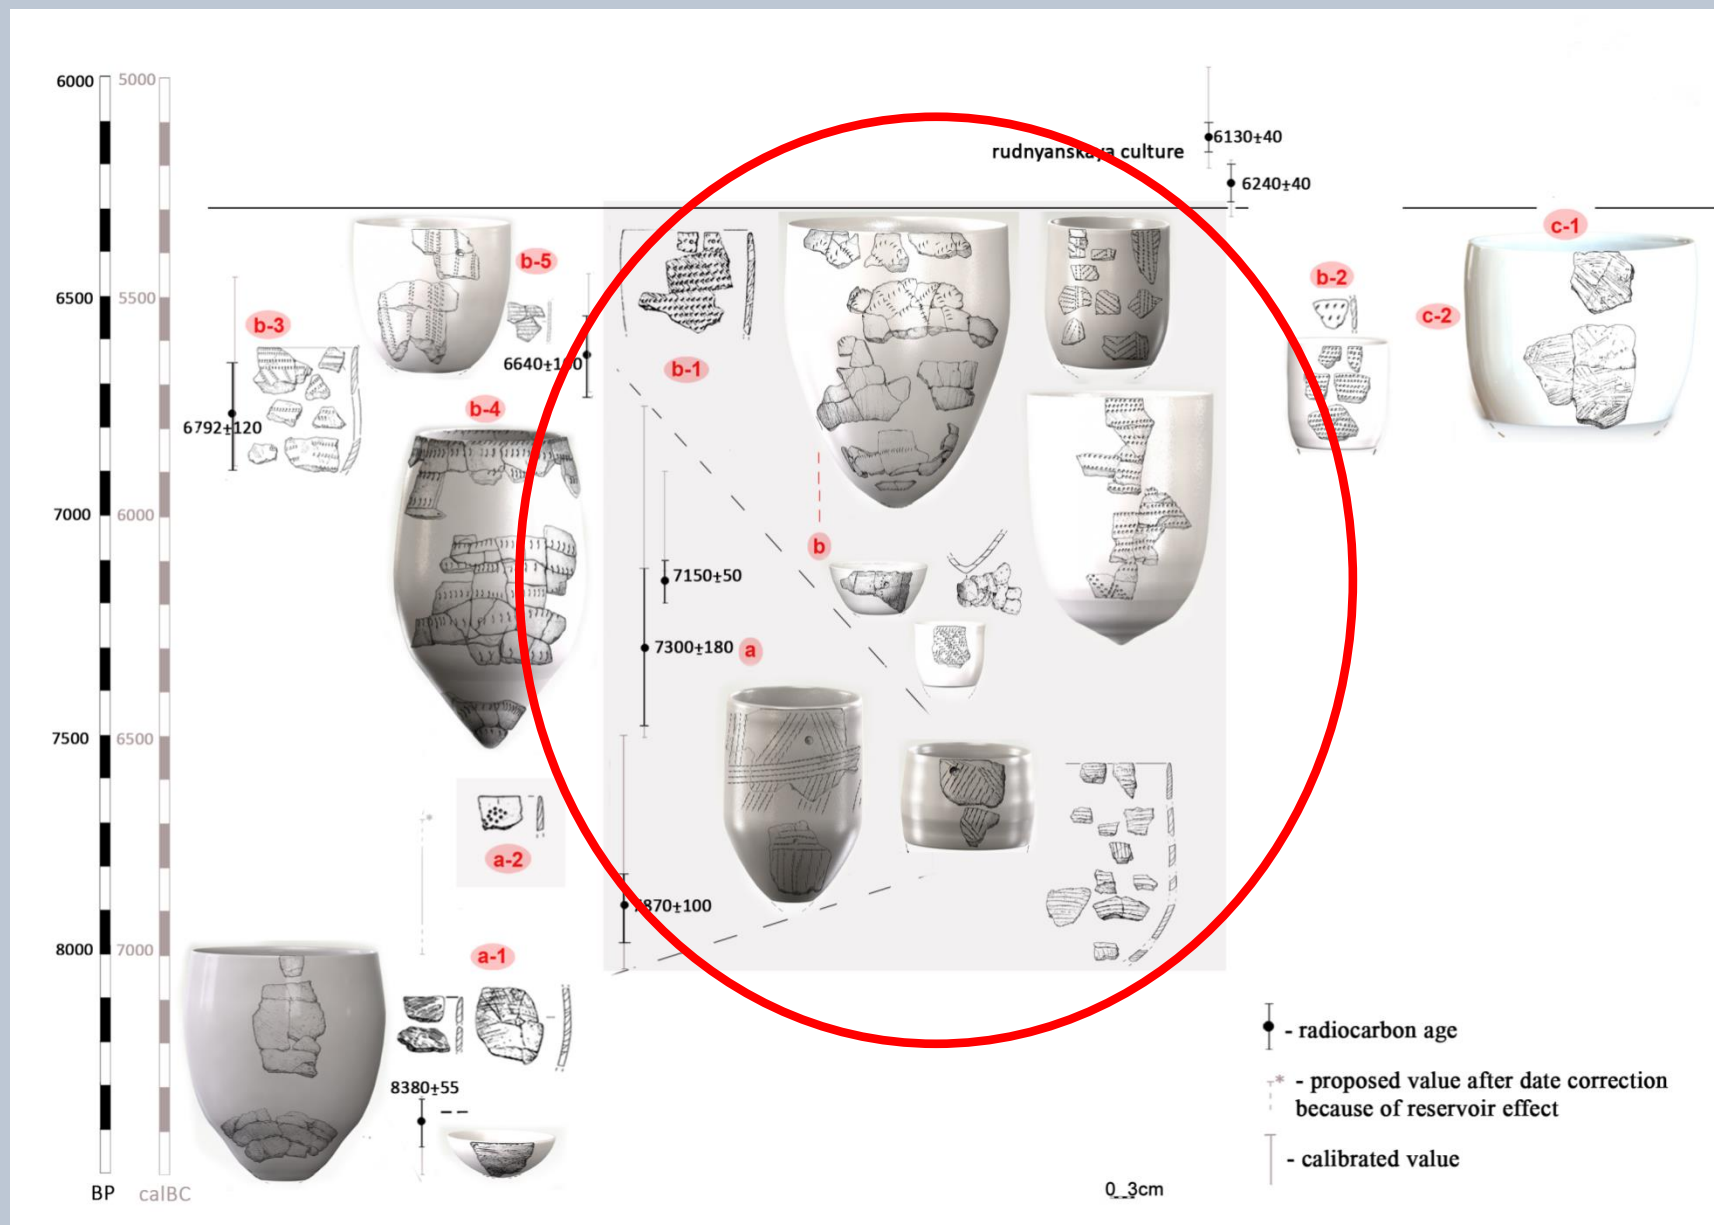 6000
5000
6130±40
rudnyanskaya culture
6240±40
c-1
b-5
b-2
6500
5500
b-3
c-2
6640±100
b-1
b-4
6792±120
7000
6000
b
7150±50
7300±180
a
7500
6500
a-2
7870±100
8000
7000
a-1
- radiocarbon age
* - proposed value after date correction
because of reservoir effect
8380±55
- calibrated value
BP
calBC
0 3cm